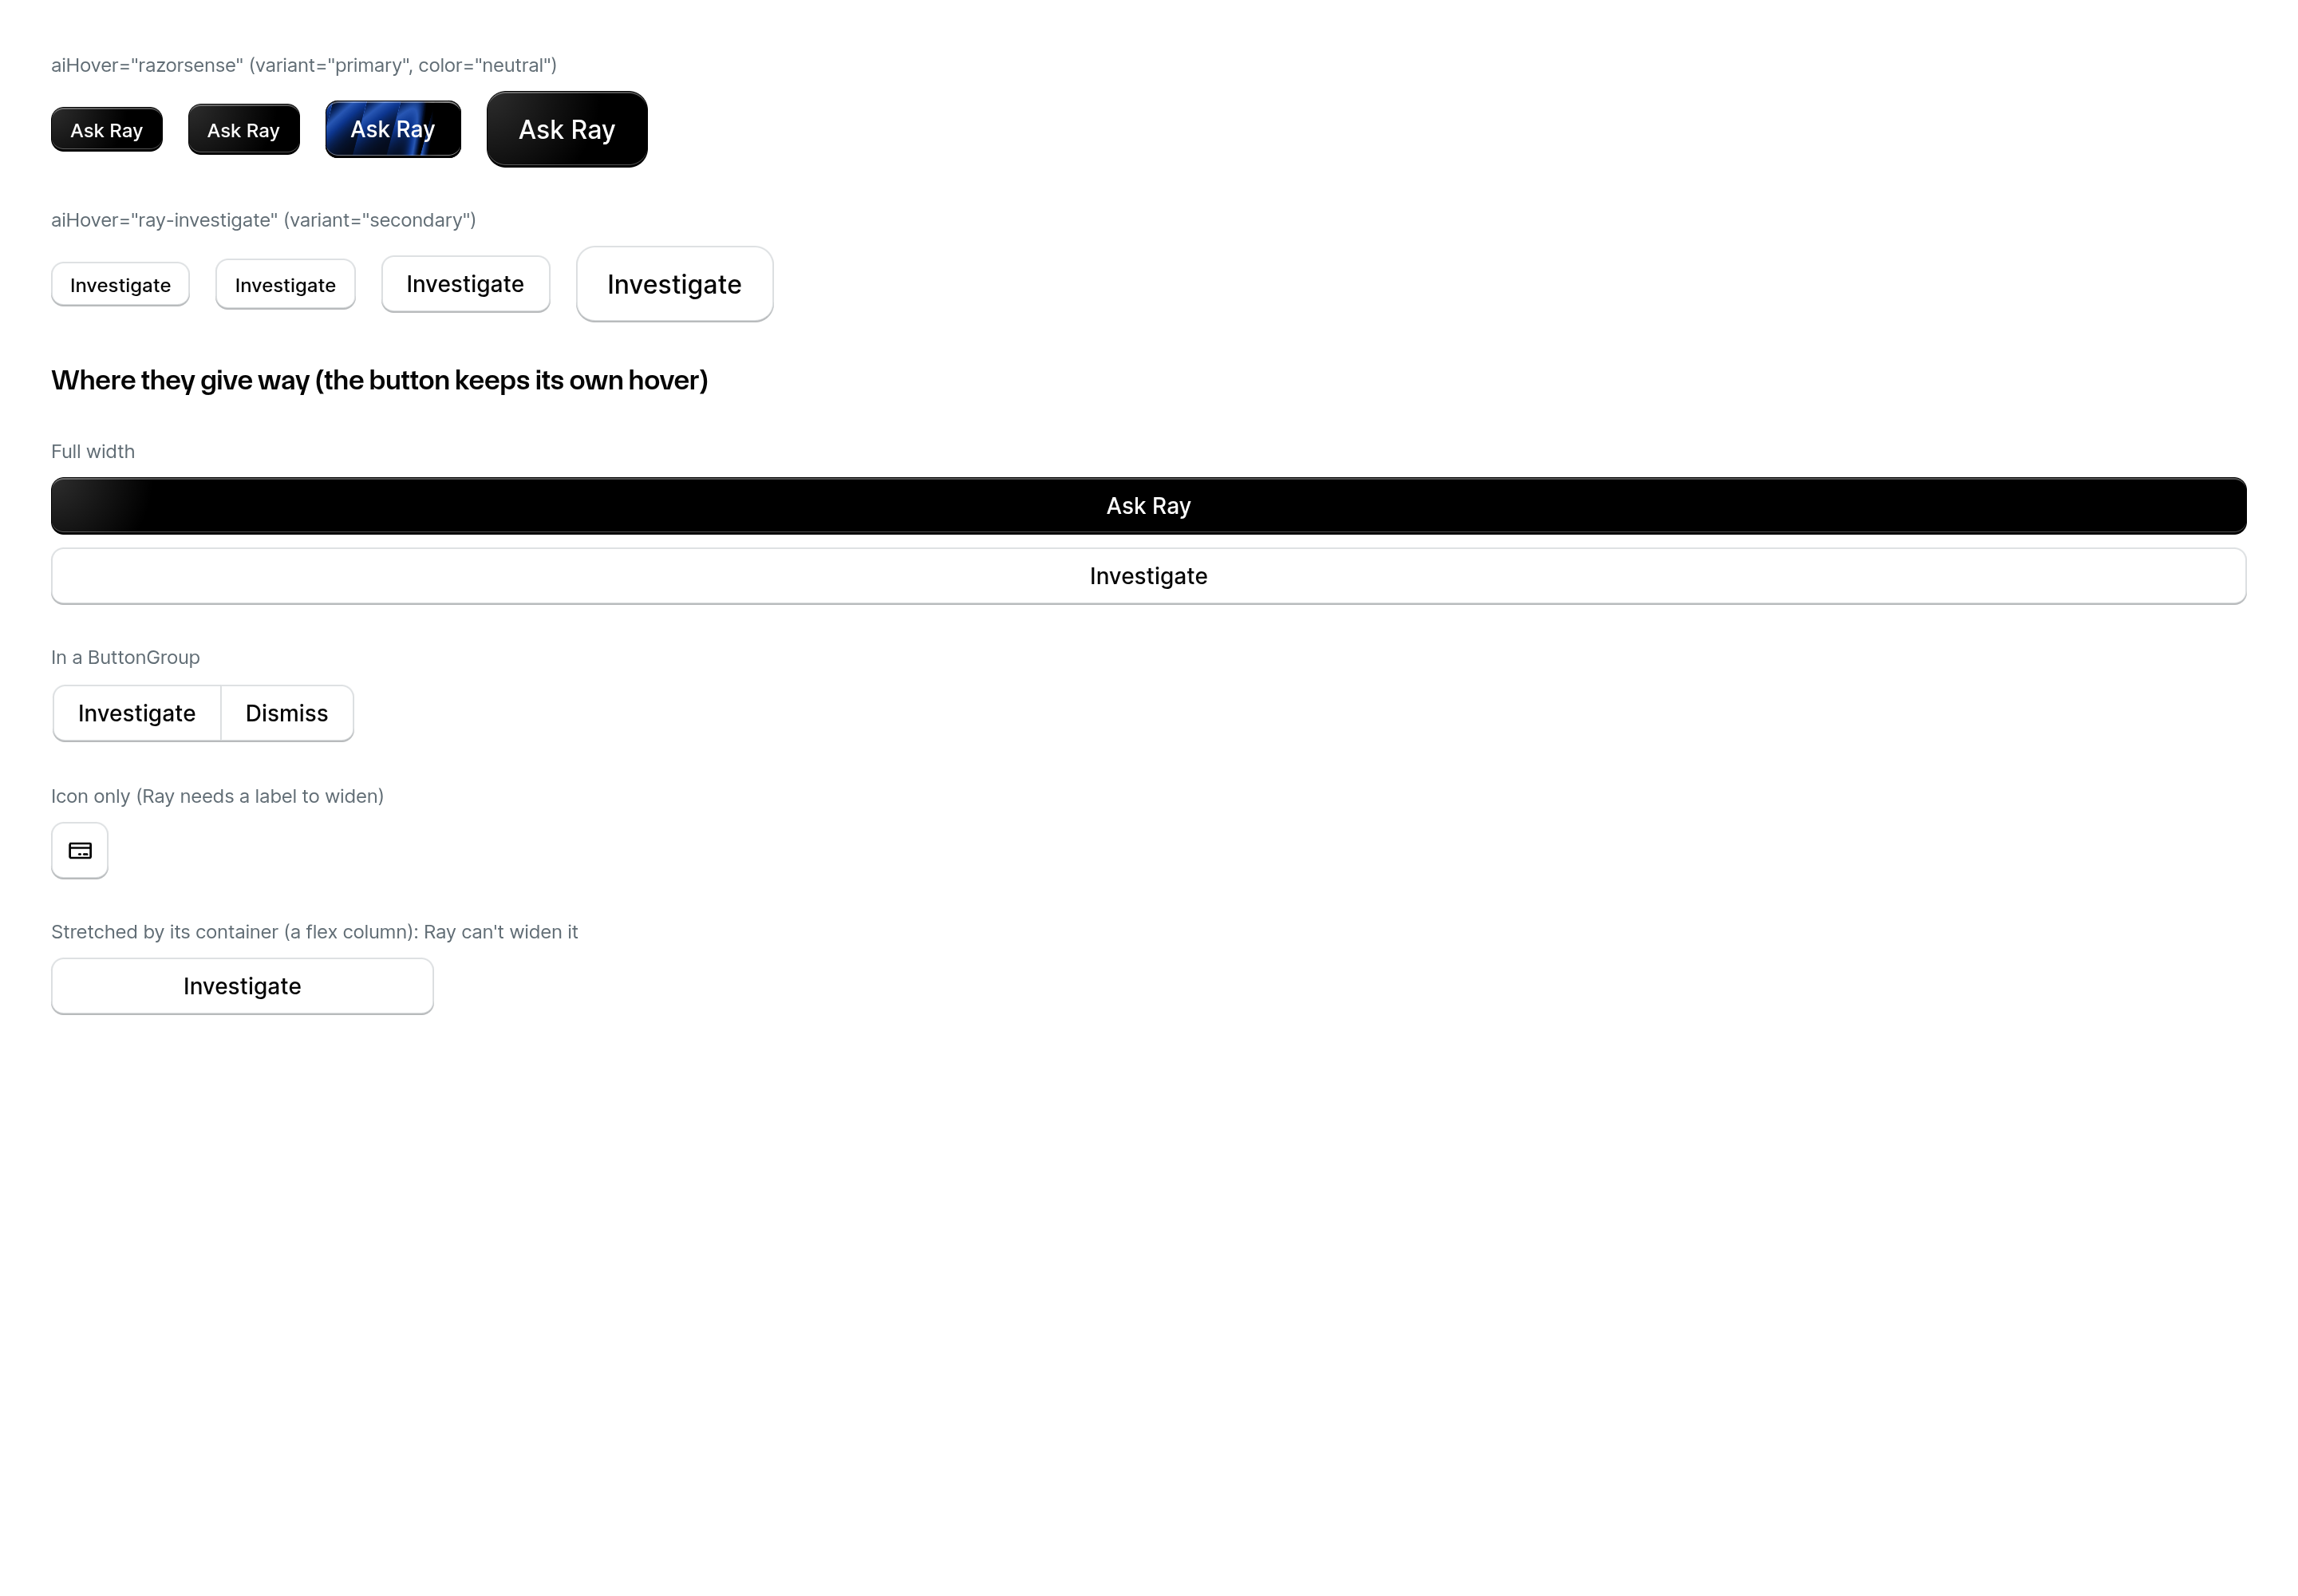 aiHover="razorsense" (variant="primary", color="neutral")
Ask Ray Ask Ray Ask Ray Ask Ray
aiHover="ray-investigate" (variant="secondary")
Investigate Investigate Investigate Investigate
Where they give way (the button keeps its own hover)
Full width
Ask Ray
Investigate
In a ButtonGroup
Investigate Dismiss
Icon only (Ray needs a label to widen)
Stretched by its container (a flex column): Ray can't widen it
Investigate